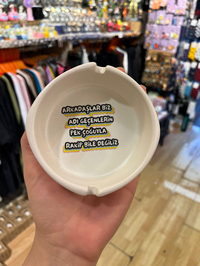 ARKADAŞLAR BİZ
ADI GEÇENLERİN
PEK ÇOĞUYLA
RAKİP BİLE DEĞİLİZ